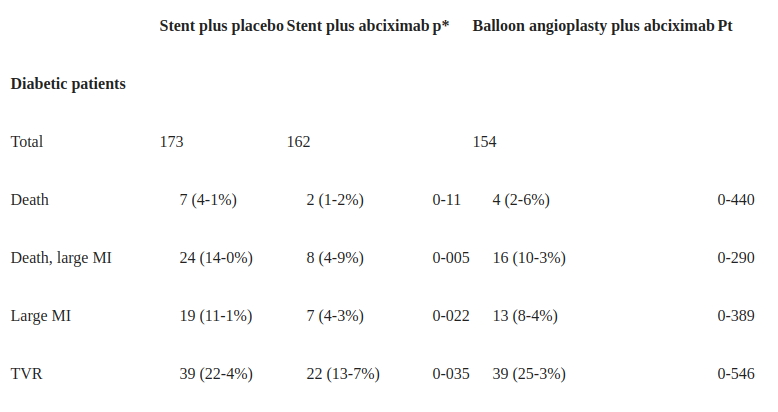 Stent plus placebo Stent plus abciximab p* Balloon angioplasty plus abciximab Pt
Diabetic patients
Total 173 162 154
Death 7 (4-1%) 2 (1-2%) 0-11 4 (2-6%) 0-440
Death, large MI 24 (14-0%) 8 (4-9%) 0-005 16 (10-3%) 0-290
Large MI 19 (11-1%) 7 (4-3%) 0-022 13 (8-4%) 0-389
TVR 39 (22-4%) 22 (13-7%) 0-035 39 (25-3%) 0-546